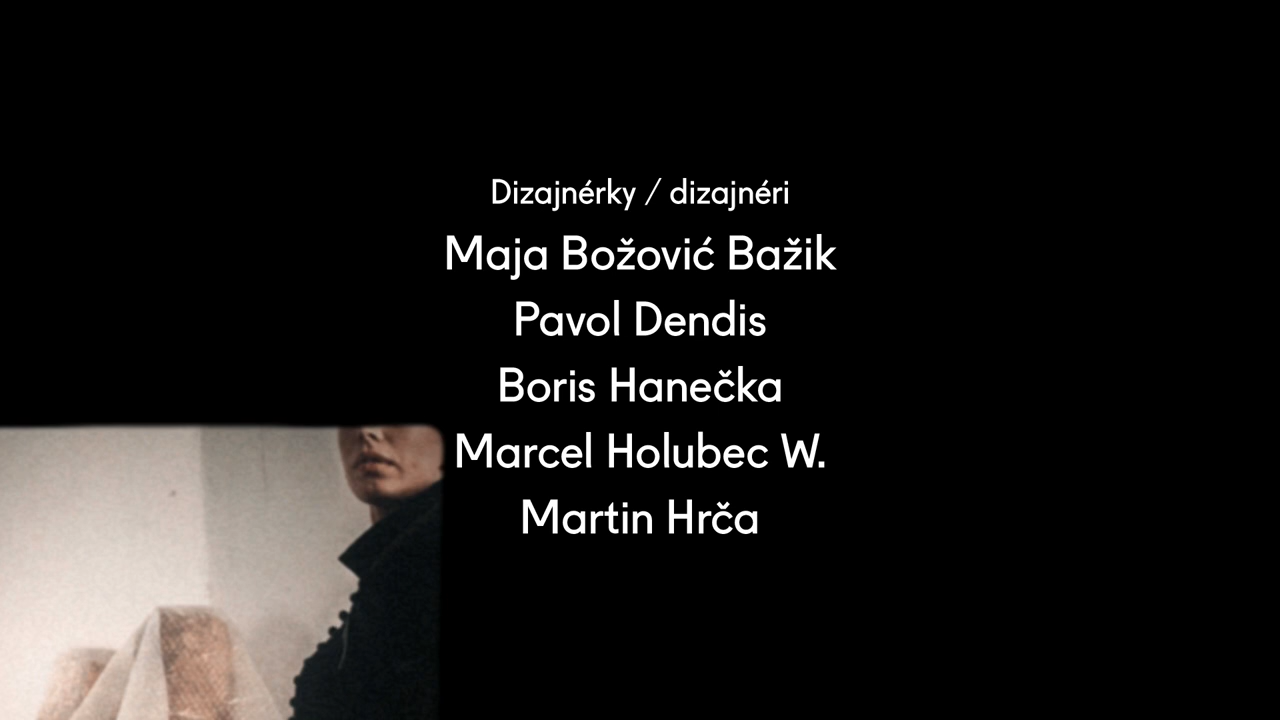 Dizajnérky / dizajnéri
Maja Božović Bažik
Pavol Dendis
Boris Hanečka
Marcel Holubec W.
Martin Hrča